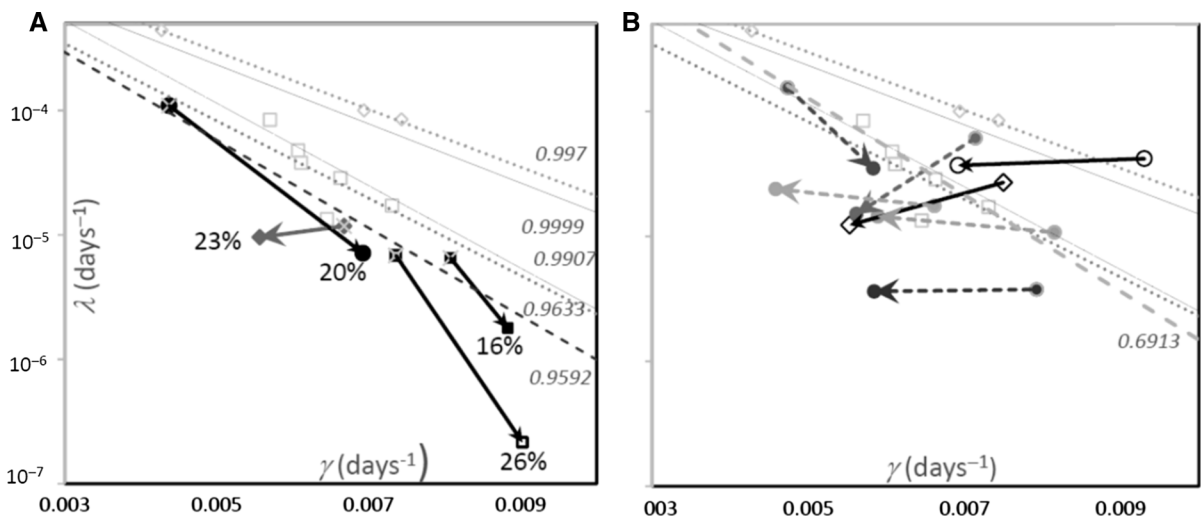 A
B
10⁻⁴
10⁻⁵
10⁻⁶
10⁻⁷
λ (days⁻¹)
0.997
0.9999
0.9907
0.9633
0.9592
23%
20%
16%
26%
γ (days⁻¹)
0.003 0.005 0.007 0.009
0.6913
γ (days⁻¹)
003 0.005 0.007 0.009